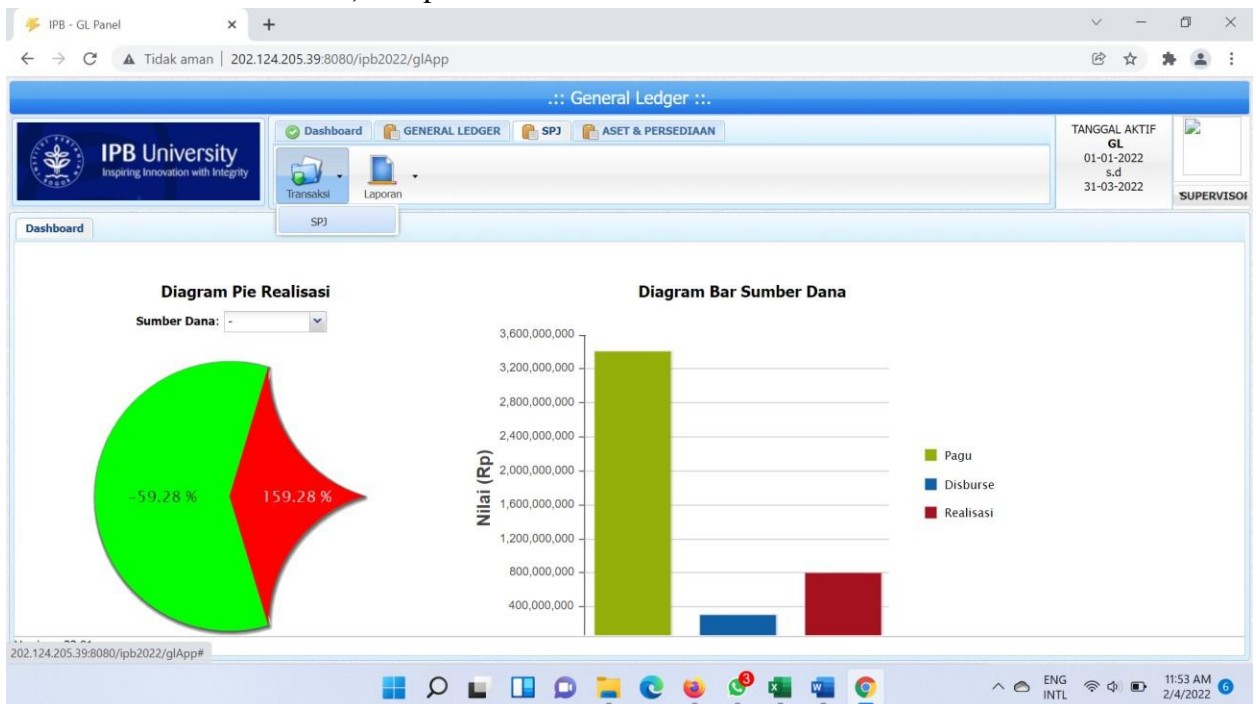 IPB - GL Panel
Tidak aman | 202.124.205.39:8080/ipb2022/glApp
.:: General Ledger ::.
IPB University
Inspiring Innovation with Integrity
Dashboard GENERAL LEDGER SPJ ASET & PERSEDIAAN
Transaksi Laporan
SPJ
TANGGAL AKTIF
GL
01-01-2022
s.d
31-03-2022
SUPERVISOR
Dashboard
Diagram Pie Realisasi
Sumber Dana: -
-59.28 % 159.28 %
Diagram Bar Sumber Dana
Nilai (Rp)
3,600,000,000
3,200,000,000
2,800,000,000
2,400,000,000
2,000,000,000
1,600,000,000
1,200,000,000
800,000,000
400,000,000
Pagu
Disburse
Realisasi
202.124.205.39:8080/ipb2022/glApp#
3
ENG
INTL
11:53 AM
2/4/2022
6